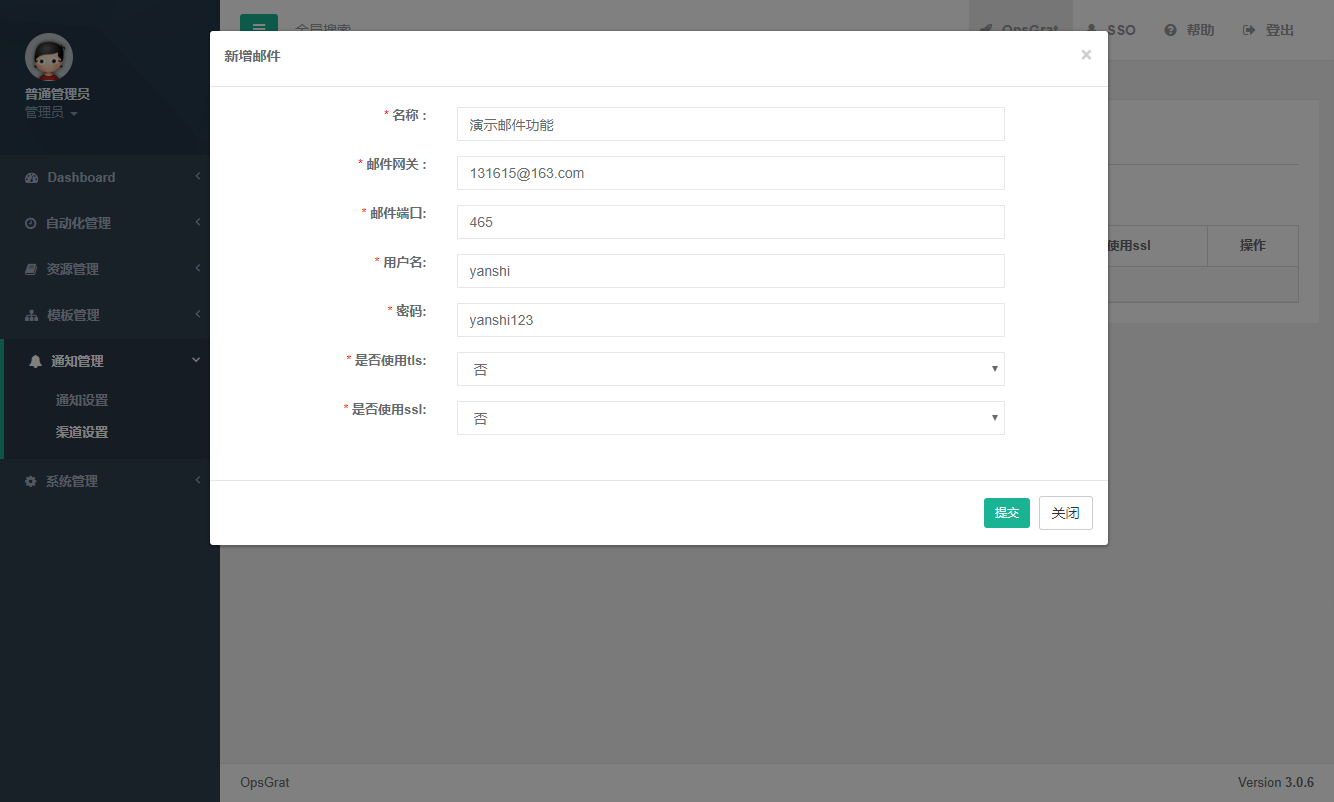 全局搜索
OpsGrat
SSO
帮助
登出
普通管理员
管理员
Dashboard
自动化管理
资源管理
模板管理
通知管理
通知设置
渠道设置
系统管理
新增邮件
×
* 名称 :
演示邮件功能
* 邮件网关 :
131615@163.com
* 邮件端口:
465
* 用户名:
yanshi
* 密码:
yanshi123
* 是否使用tls:
否
* 是否使用ssl:
否
提交
关闭
使用ssl
操作
OpsGrat
Version 3.0.6